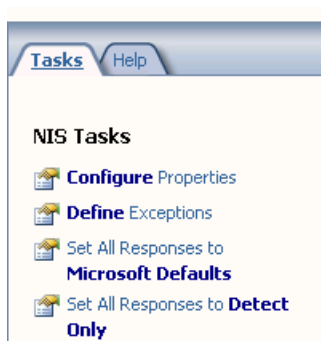 Tasks Help
NIS Tasks
Configure Properties
Define Exceptions
Set All Responses to
Microsoft Defaults
Set All Responses to Detect
Only